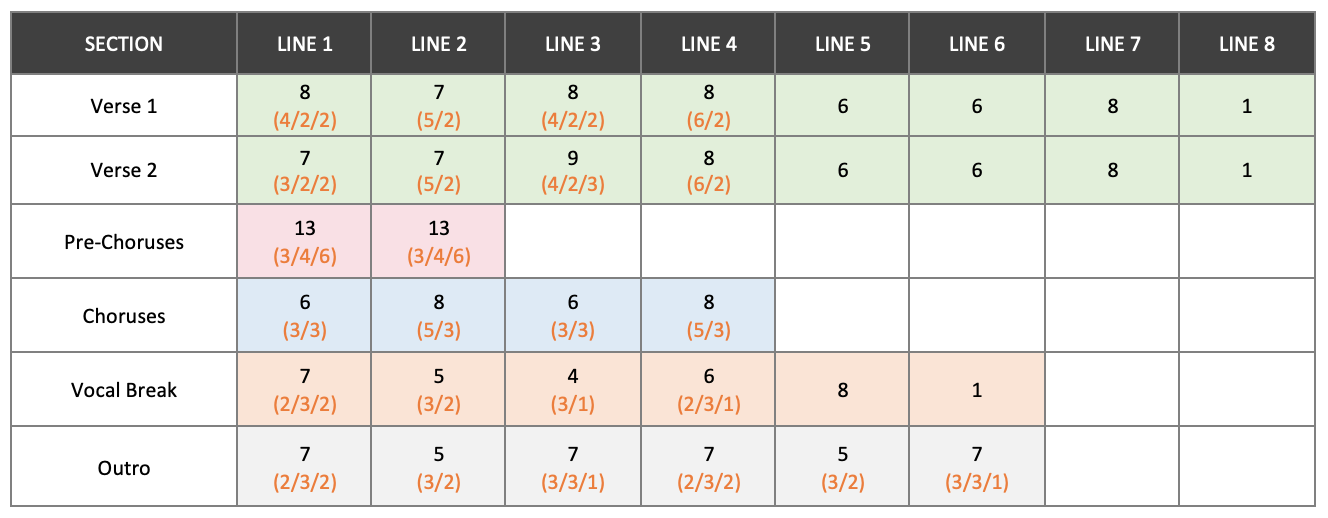 SECTION LINE 1 LINE 2 LINE 3 LINE 4 LINE 5 LINE 6 LINE 7 LINE 8
Verse 1 8 (4/2/2) 7 (5/2) 8 (4/2/2) 8 (6/2) 6 6 8 1
Verse 2 7 (3/2/2) 7 (5/2) 9 (4/2/3) 8 (6/2) 6 6 8 1
Pre-Choruses 13 (3/4/6) 13 (3/4/6)
Choruses 6 (3/3) 8 (5/3) 6 (3/3) 8 (5/3)
Vocal Break 7 (2/3/2) 5 (3/2) 4 (3/1) 6 (2/3/1) 8 1
Outro 7 (2/3/2) 5 (3/2) 7 (3/3/1) 7 (2/3/2) 5 (3/2) 7 (3/3/1)